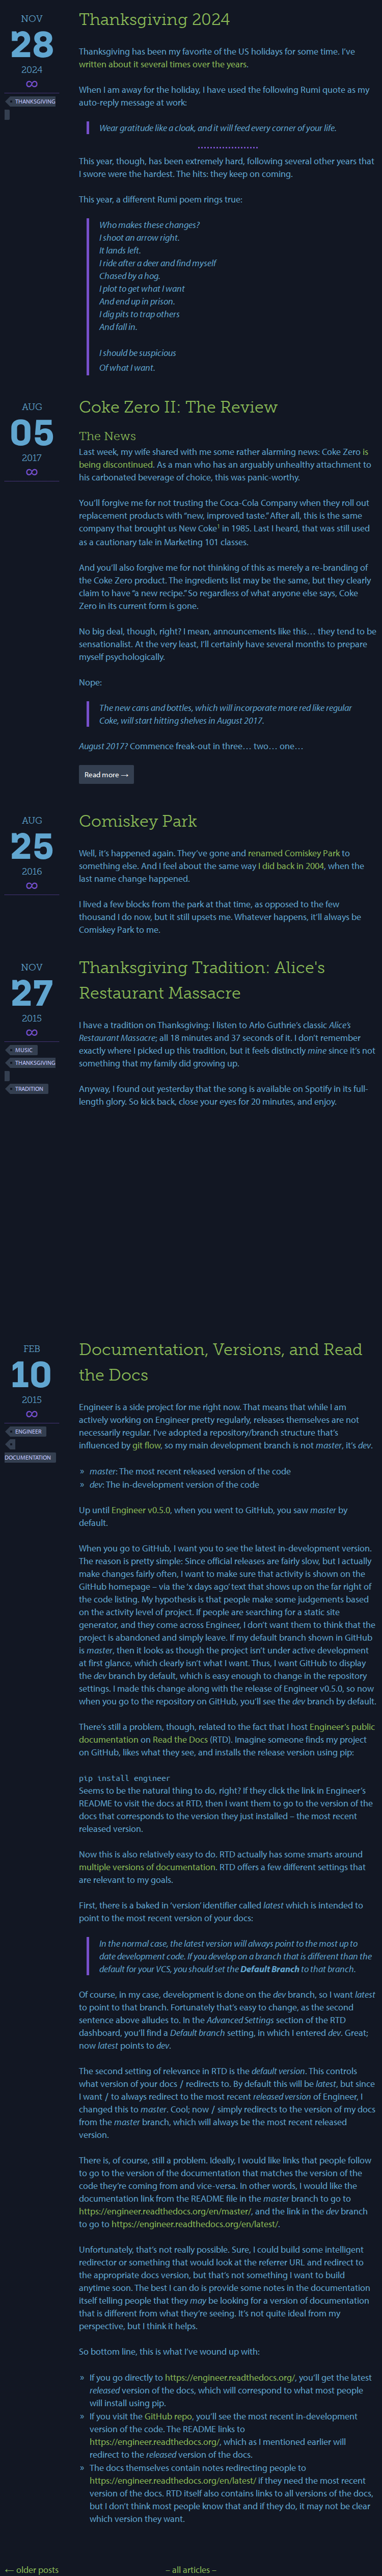 NOV
28
2024
∞
THANKSGIVING
Thanksgiving 2024
Thanksgiving has been my favorite of the US holidays for some time. I've
written about it several times over the years.
When I am away for the holiday, I have used the following Rumi quote as my
auto-reply message at work:
Wear gratitude like a cloak, and it will feed every corner of your life.
This year, though, has been extremely hard, following several other years that
I swore were the hardest. The hits: they keep on coming.
This year, a different Rumi poem rings true:
Who makes these changes?
I shoot an arrow right.
It lands left.
I ride after a deer and find myself
Chased by a hog.
I plot to get what I want
And end up in prison.
I dig pits to trap others
And fall in.
I should be suspicious
Of what I want.
AUG
05
2017
∞
Coke Zero II: The Review
The News
Last week, my wife shared with me some rather alarming news: Coke Zero is
being discontinued. As a man who has an arguably unhealthy attachment to
his carbonated beverage of choice, this was panic-worthy.
You'll forgive me for not trusting the Coca-Cola Company when they roll out
replacement products with "new, improved taste." After all, this is the same
company that brought us New Coke¹ in 1985. Last I heard, that was still used
as a cautionary tale in Marketing 101 classes.
And you'll also forgive me for not thinking of this as merely a re-branding of
the Coke Zero product. The ingredients list may be the same, but they clearly
claim to have "a new recipe." So regardless of what anyone else says, Coke
Zero in its current form is gone.
No big deal, though, right? I mean, announcements like this… they tend to be
sensationalist. At the very least, I'll certainly have several months to prepare
myself psychologically.
Nope:
The new cans and bottles, which will incorporate more red like regular
Coke, will start hitting shelves in August 2017.
August 2017? Commence freak-out in three… two… one…
Read more →
AUG
25
2016
∞
Comiskey Park
Well, it's happened again. They've gone and renamed Comiskey Park to
something else. And I feel about the same way I did back in 2004, when the
last name change happened.
I lived a few blocks from the park at that time, as opposed to the few
thousand I do now, but it still upsets me. Whatever happens, it'll always be
Comiskey Park to me.
NOV
27
2015
∞
MUSIC
THANKSGIVING
TRADITION
Thanksgiving Tradition: Alice's
Restaurant Massacre
I have a tradition on Thanksgiving: I listen to Arlo Guthrie's classic Alice's
Restaurant Massacre; all 18 minutes and 37 seconds of it. I don't remember
exactly where I picked up this tradition, but it feels distinctly mine since it's not
something that my family did growing up.
Anyway, I found out yesterday that the song is available on Spotify in its full-
length glory. So kick back, close your eyes for 20 minutes, and enjoy.
FEB
10
2015
∞
ENGINEER
DOCUMENTATION
Documentation, Versions, and Read
the Docs
Engineer is a side project for me right now. That means that while I am
actively working on Engineer pretty regularly, releases themselves are not
necessarily regular. I've adopted a repository/branch structure that's
influenced by git flow, so my main development branch is not master, it's dev.
» master: The most recent released version of the code
» dev: The in-development version of the code
Up until Engineer v0.5.0, when you went to GitHub, you saw master by
default.
When you go to GitHub, I want you to see the latest in-development version.
The reason is pretty simple: Since official releases are fairly slow, but I actually
make changes fairly often, I want to make sure that activity is shown on the
GitHub homepage – via the 'x days ago' text that shows up on the far right of
the code listing. My hypothesis is that people make some judgements based
on the activity level of project. If people are searching for a static site
generator, and they come across Engineer, I don't want them to think that the
project is abandoned and simply leave. If my default branch shown in GitHub
is master, then it looks as though the project isn't under active development
at first glance, which clearly isn't what I want. Thus, I want GitHub to display
the dev branch by default, which is easy enough to change in the repository
settings. I made this change along with the release of Engineer v0.5.0, so now
when you go to the repository on GitHub, you'll see the dev branch by default.
There's still a problem, though, related to the fact that I host Engineer's public
documentation on Read the Docs (RTD). Imagine someone finds my project
on GitHub, likes what they see, and installs the release version using pip:
pip install engineer
Seems to be the natural thing to do, right? If they click the link in Engineer's
README to visit the docs at RTD, then I want them to go to the version of the
docs that corresponds to the version they just installed – the most recent
released version.
Now this is also relatively easy to do. RTD actually has some smarts around
multiple versions of documentation. RTD offers a few different settings that
are relevant to my goals.
First, there is a baked in 'version' identifier called latest which is intended to
point to the most recent version of your docs:
In the normal case, the latest version will always point to the most up to
date development code. If you develop on a branch that is different than the
default for your VCS, you should set the Default Branch to that branch.
Of course, in my case, development is done on the dev branch, so I want latest
to point to that branch. Fortunately that's easy to change, as the second
sentence above alludes to. In the Advanced Settings section of the RTD
dashboard, you'll find a Default branch setting, in which I entered dev. Great;
now latest points to dev.
The second setting of relevance in RTD is the default version. This controls
what version of your docs / redirects to. By default this will be latest, but since
I want / to always redirect to the most recent released version of Engineer, I
changed this to master. Cool; now / simply redirects to the version of my docs
from the master branch, which will always be the most recent released
version.
There is, of course, still a problem. Ideally, I would like links that people follow
to go to the version of the documentation that matches the version of the
code they're coming from and vice-versa. In other words, I would like the
documentation link from the README file in the master branch to go to
https://engineer.readthedocs.org/en/master/, and the link in the dev branch
to go to https://engineer.readthedocs.org/en/latest/.
Unfortunately, that's not really possible. Sure, I could build some intelligent
redirector or something that would look at the referrer URL and redirect to
the appropriate docs version, but that's not something I want to build
anytime soon. The best I can do is provide some notes in the documentation
itself telling people that they may be looking for a version of documentation
that is different from what they're seeing. It's not quite ideal from my
perspective, but I think it helps.
So bottom line, this is what I've wound up with:
» If you go directly to https://engineer.readthedocs.org/, you'll get the latest
released version of the docs, which will correspond to what most people
will install using pip.
» If you visit the GitHub repo, you'll see the most recent in-development
version of the code. The README links to
https://engineer.readthedocs.org/, which as I mentioned earlier will
redirect to the released version of the docs.
» The docs themselves contain notes redirecting people to
https://engineer.readthedocs.org/en/latest/ if they need the most recent
version of the docs. RTD itself also contains links to all versions of the docs,
but I don't think most people know that and if they do, it may not be clear
which version they want.
← older posts
– all articles –